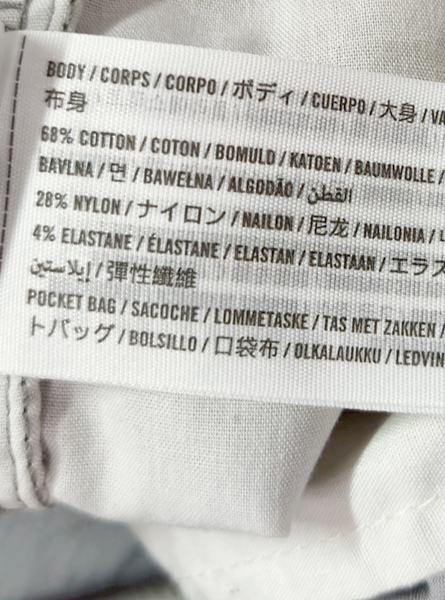 BODY / CORPS / CORPO / ボディ / CUERPO / 大身 / VA
布身
68% COTTON / COTON / BOMULD / KATOEN / BAUMWOLLE /
BAVLNA / 면 / BAWEŁNA / ALGODÃO / القطن /
28% NYLON / ナイロン / NAILON / 尼龙 / NAILONIA /
4% ELASTANE / ÉLASTANE / ELASTAN / ELASTAAN / エラス
إيلاستين / 彈性纖維
POCKET BAG / SACOCHE / LOMMETASKE / TAS MET ZAKKEN /
トバッグ / BOLSILLO / 口袋布 / OLKALAUKKU / LEDVIN